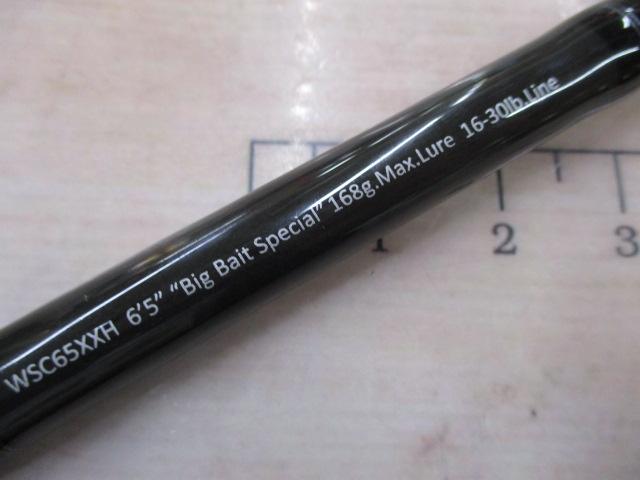 WSC65XXH 6'5" “Big Bait Special” 168g.Max.Lure 16-30lb.Line
1 2 3